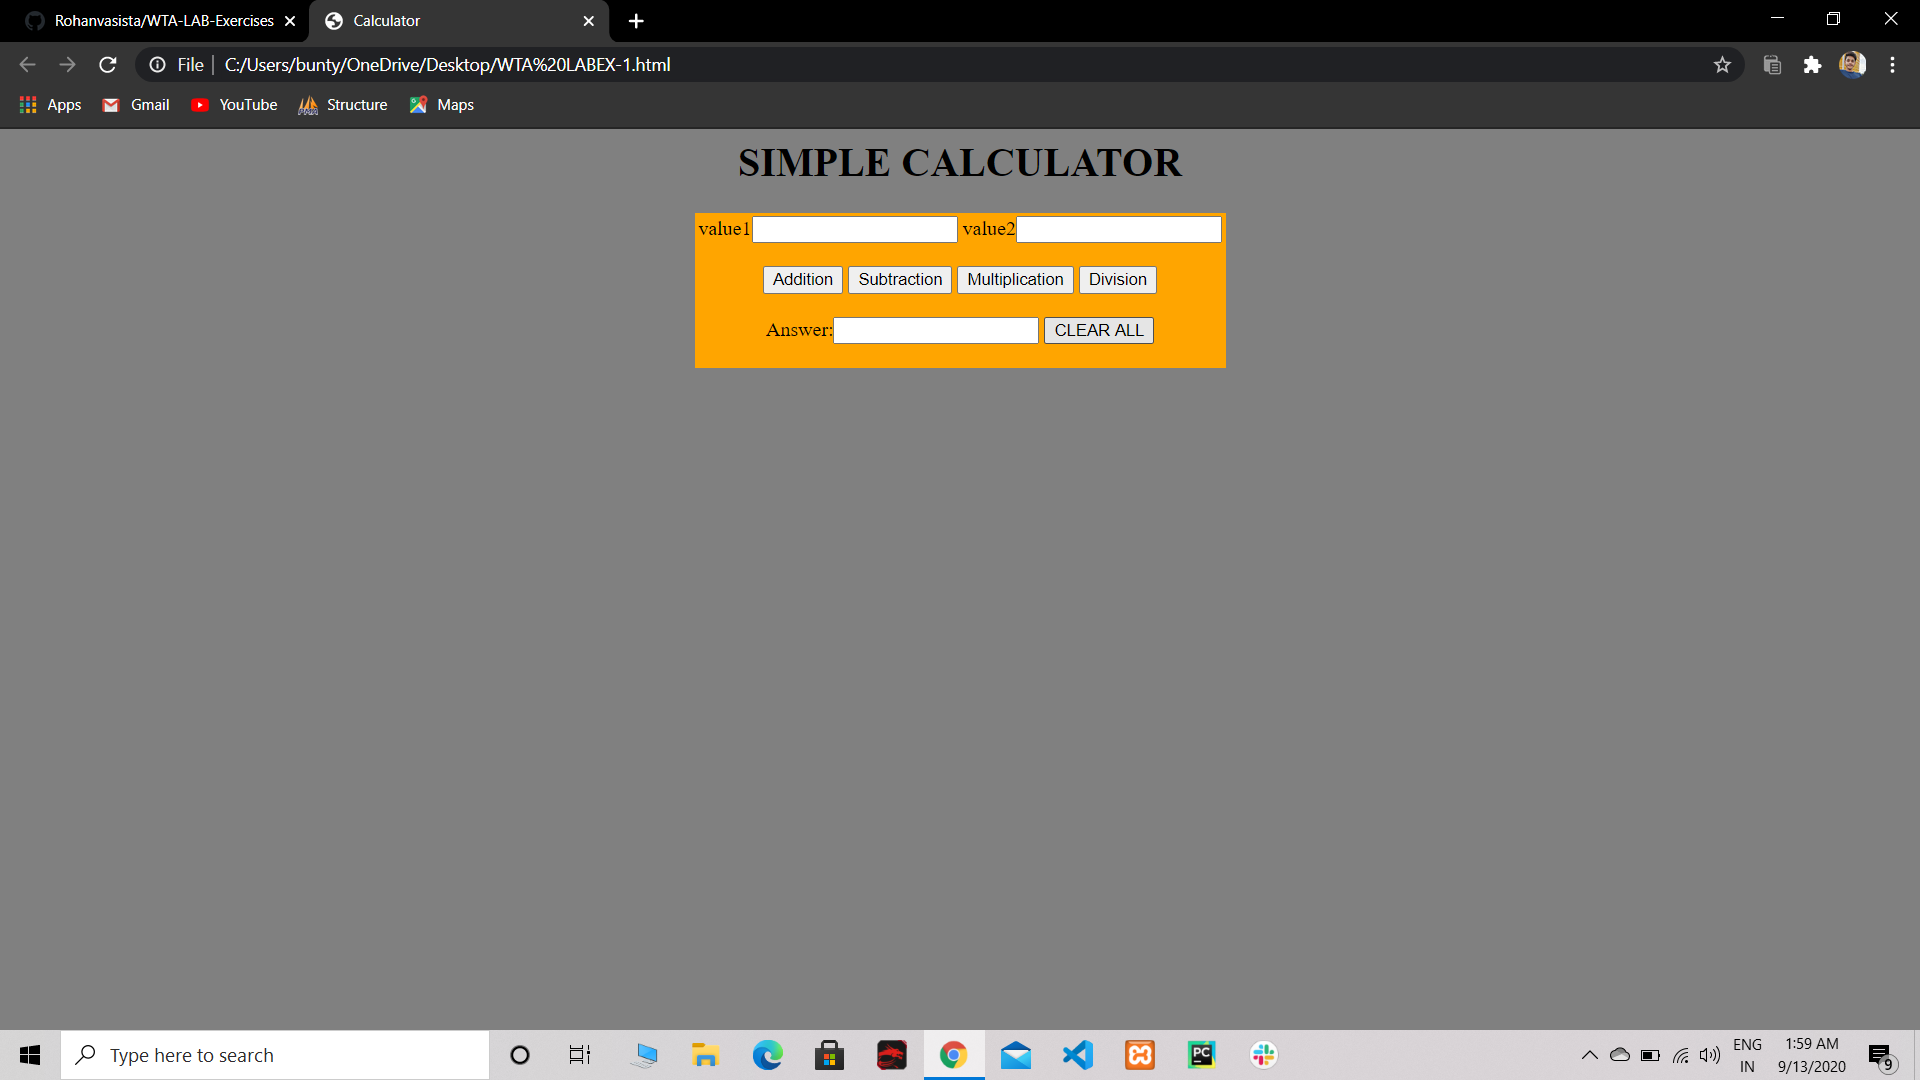 Rohanvasista/WTA-LAB-Exercises
Calculator
File
C:/Users/bunty/OneDrive/Desktop/WTA%20LABEX-1.html
Apps Gmail YouTube Structure Maps
SIMPLE CALCULATOR
value1 value2
Addition Subtraction Multiplication Division
Answer: CLEAR ALL
Type here to search
PC
ENG
IN
1:59 AM
9/13/2020
9